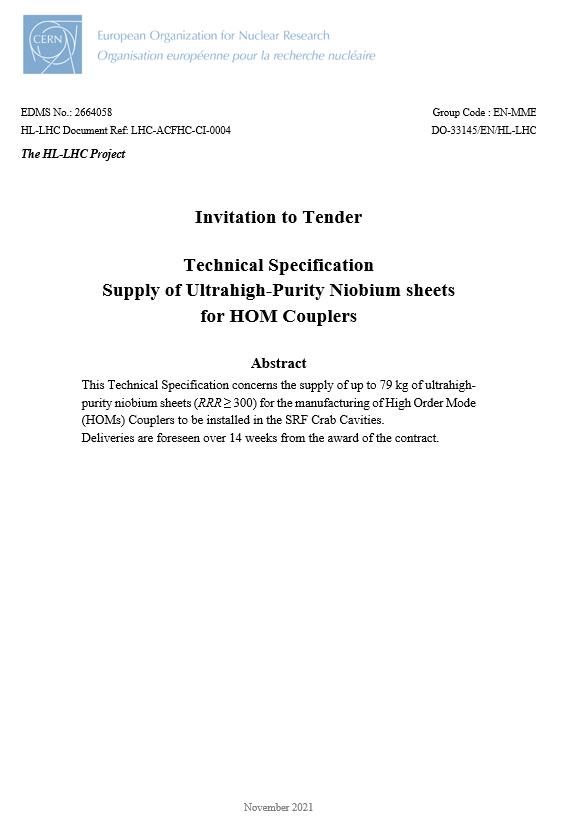 CERN
European Organization for Nuclear Research
Organisation européenne pour la recherche nucléaire
EDMS No.: 2664058
Group Code : EN-MME
HL-LHC Document Ref: LHC-ACFHC-CI-0004
DO-33145/EN/HL-LHC
The HL-LHC Project
Invitation to Tender
Technical Specification
Supply of Ultrahigh-Purity Niobium sheets
for HOM Couplers
Abstract
This Technical Specification concerns the supply of up to 79 kg of ultrahigh-
purity niobium sheets (RRR ≥ 300) for the manufacturing of High Order Mode
(HOMs) Couplers to be installed in the SRF Crab Cavities.
Deliveries are foreseen over 14 weeks from the award of the contract.
November 2021